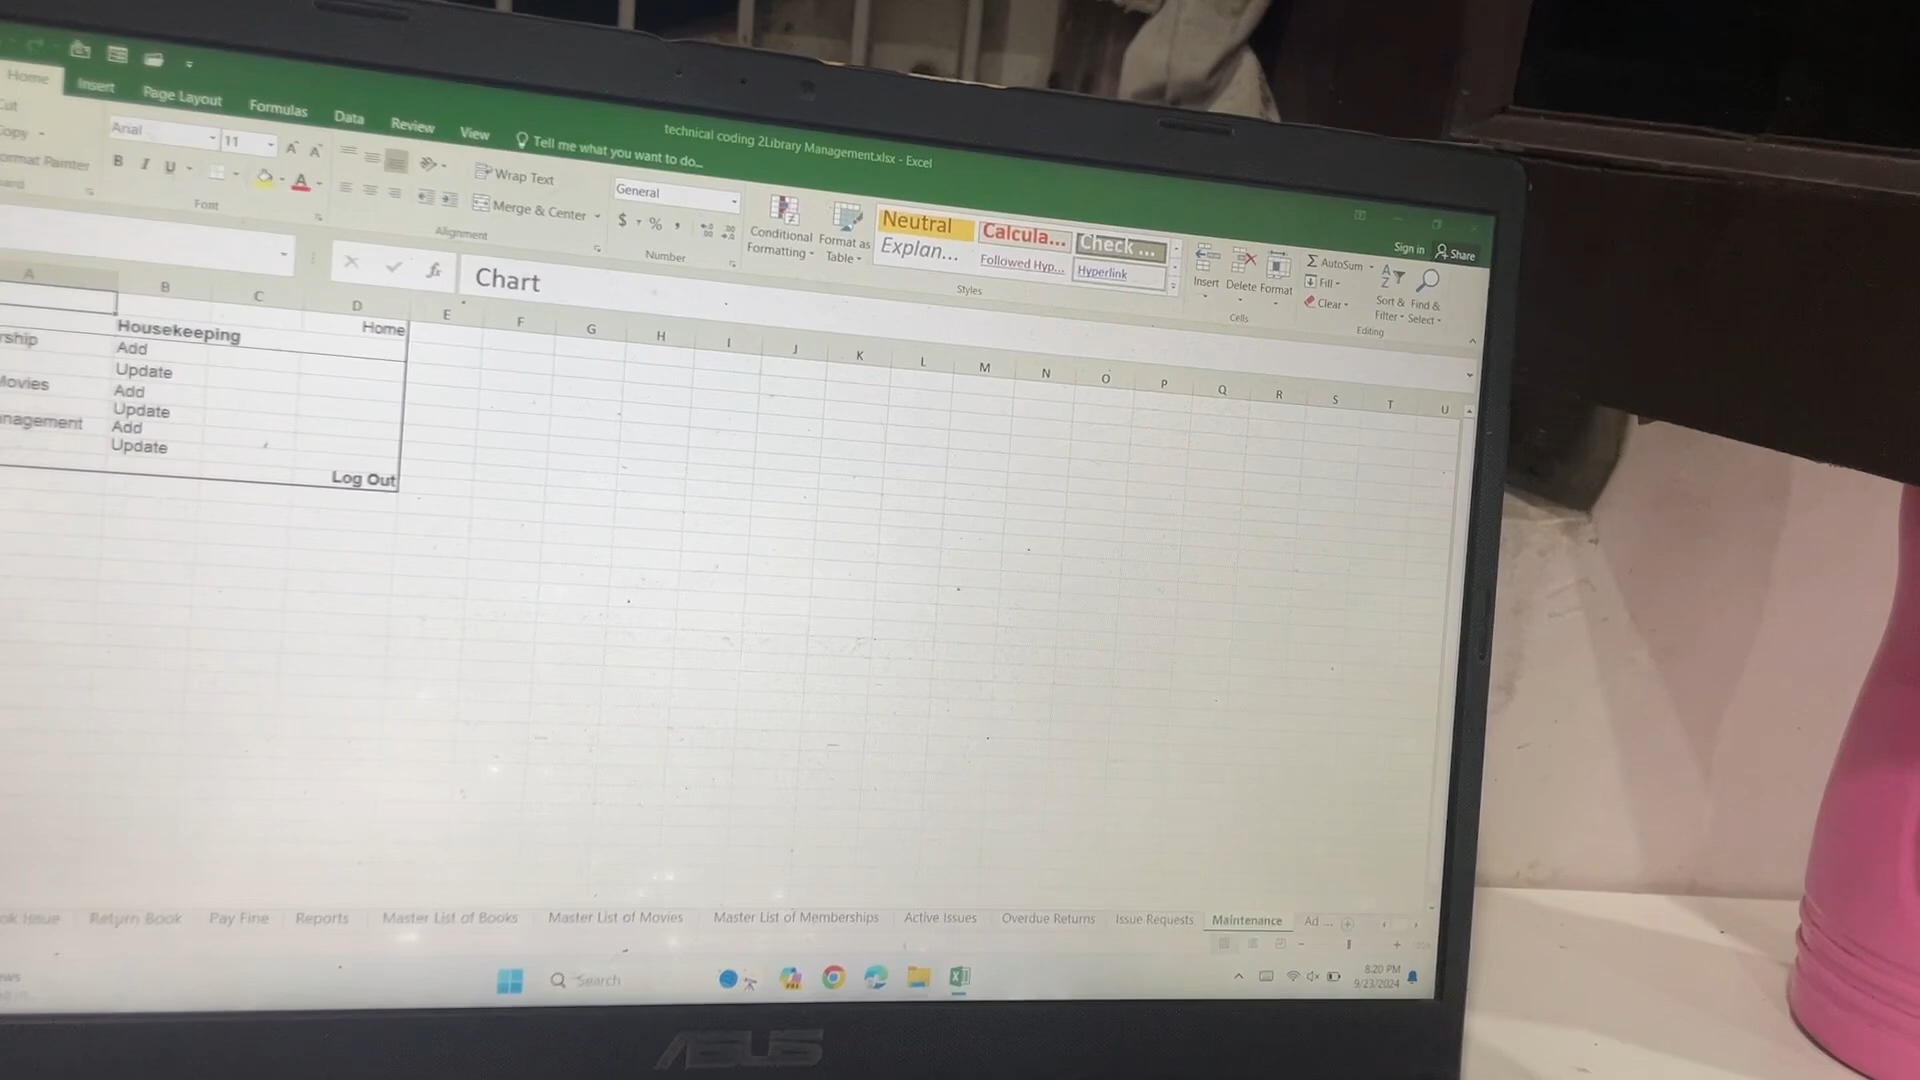 technical coding 2Library Management.xlsx - Excel
Home Insert Page Layout Formulas Data Review View Tell me what you want to do...
Sign in Share
Arial 11
B I U
Font
Wrap Text
Merge & Center
Alignment
General
$ % ,
Number
Conditional Formatting
Format as Table
Neutral Calcula... Check ...
Explan... Followed Hyp... Hyperlink
Styles
Insert Delete Format
Cells
AutoSum
Fill
Clear
Sort & Filter
Find & Select
Editing
fx Chart
A B C D E F G H I J K L M N O P Q R S T U
Housekeeping Home
Add
Update
Add
Update
Add
Update
Log Out
Return Book Pay Fine Reports Master List of Books Master List of Movies Master List of Memberships Active Issues Overdue Returns Issue Requests Maintenance Ad ...
Search
8:20 PM
9/23/2024
ASUS